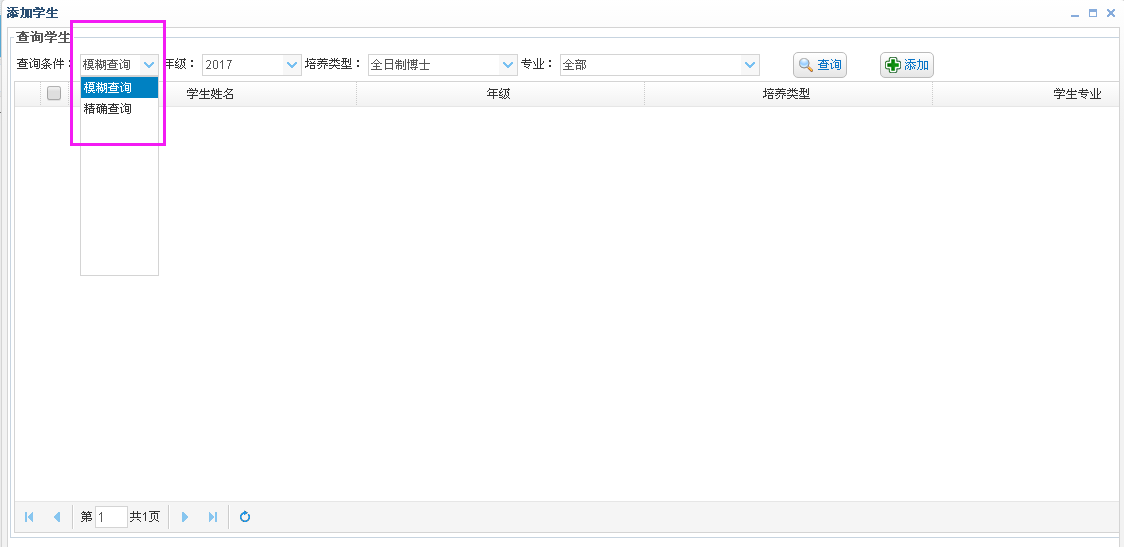 添加学生
查询学生
查询条件： 模糊查询 年级： 2017 培养类型： 全日制博士 专业： 全部 查询 添加
模糊查询
精确查询
学生姓名 年级 培养类型 学生专业
第 1 共1页